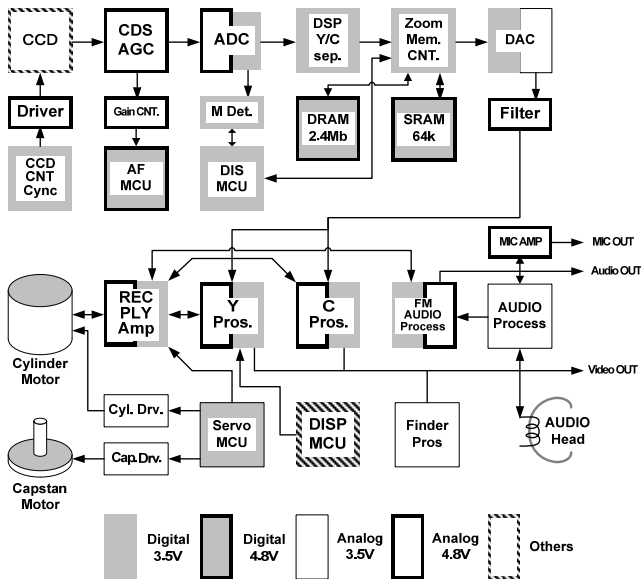 CCD
CDS
AGC
ADC
DSP
Y/C
sep.
Zoom
Mem.
CNT.
DAC
Driver
Gain CNT.
M Det.
DRAM
2.4Mb
SRAM
64k
Filter
CCD
CNT
Cync
AF
MCU
DIS
MCU
MIC AMP
MIC OUT
Audio OUT
REC
PLY
Amp
Y
Pros.
C
Pros.
FM
AUDIO
Process
AUDIO
Process
Cylinder
Motor
Video OUT
Cyl. Drv.
Servo
MCU
DISP
MCU
Finder
Pros
AUDIO
Head
Cap. Drv.
Capstan
Motor
Digital
3.5V
Digital
4.8V
Analog
3.5V
Analog
4.8V
Others